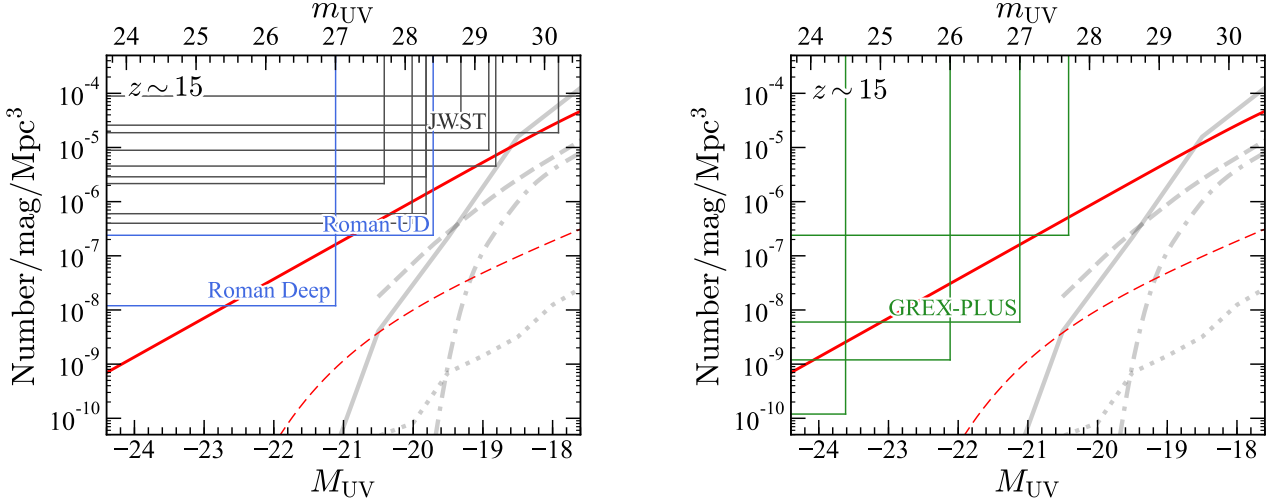 m_UV
24 25 26 27 28 29 30
z ~ 15
JWST
Roman UD
Roman Deep
Number/mag/Mpc^3
10^−4
10^−5
10^−6
10^−7
10^−8
10^−9
10^−10
−24 −23 −22 −21 −20 −19 −18
M_UV
m_UV
24 25 26 27 28 29 30
z ~ 15
GREX-PLUS
Number/mag/Mpc^3
10^−4
10^−5
10^−6
10^−7
10^−8
10^−9
10^−10
−24 −23 −22 −21 −20 −19 −18
M_UV